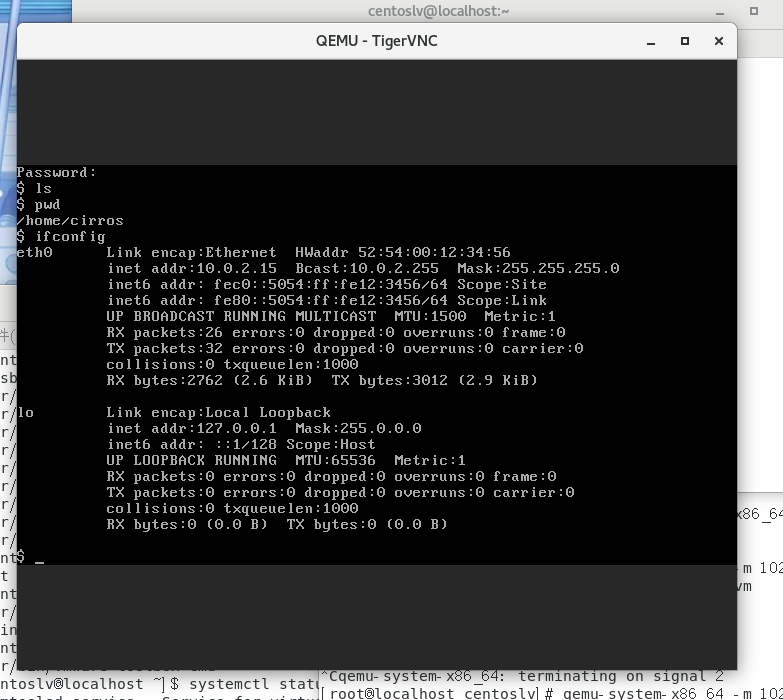 centoslv@localhost:~
QEMU - TigerVNC
Password:
$ ls
$ pwd
/home/cirros
$ ifconfig
eth0 Link encap:Ethernet HWaddr 52:54:00:12:34:56
inet addr:10.0.2.15 Bcast:10.0.2.255 Mask:255.255.255.0
inet6 addr: fec0::5054:ff:fe12:3456/64 Scope:Site
inet6 addr: fe80::5054:ff:fe12:3456/64 Scope:Link
UP BROADCAST RUNNING MULTICAST MTU:1500 Metric:1
RX packets:26 errors:0 dropped:0 overruns:0 frame:0
TX packets:32 errors:0 dropped:0 overruns:0 carrier:0
collisions:0 txqueuelen:1000
RX bytes:2762 (2.6 KiB) TX bytes:3012 (2.9 KiB)
lo Link encap:Local Loopback
inet addr:127.0.0.1 Mask:255.0.0.0
inet6 addr: ::1/128 Scope:Host
UP LOOPBACK RUNNING MTU:65536 Metric:1
RX packets:0 errors:0 dropped:0 overruns:0 frame:0
TX packets:0 errors:0 dropped:0 overruns:0 carrier:0
collisions:0 txqueuelen:1000
RX bytes:0 (0.0 B) TX bytes:0 (0.0 B)
$ _
x86_64
-m 102
vm
ntoslv@localhost ~]$ systemctl statu
^Cqemu-system-x86_64: terminating on signal 2
[root@localhost centoslv]# qemu-system-x86_64 -m 102